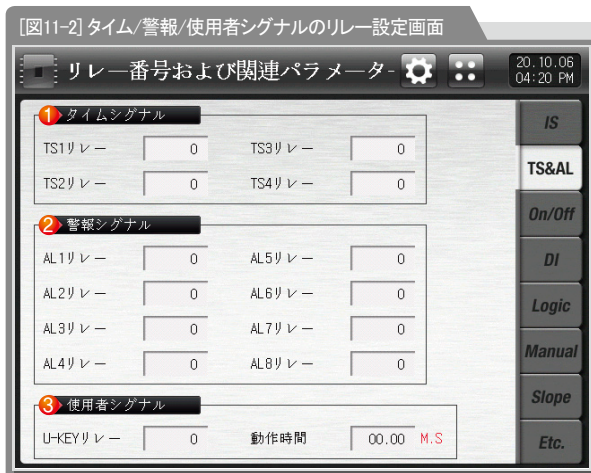 [図11-2] タイム/警報/使用者シグナルのリレー設定画面
リレー番号および関連パラメーター
20.10.06
04:20 PM
1 タイムシグナル
TS1リレー 0 TS3リレー 0
TS2リレー 0 TS4リレー 0
2 警報シグナル
AL1リレー 0 AL5リレー 0
AL2リレー 0 AL6リレー 0
AL3リレー 0 AL7リレー 0
AL4リレー 0 AL8リレー 0
3 使用者シグナル
U-KEYリレー 0 動作時間 00.00 M.S
IS
TS&AL
On/Off
DI
Logic
Manual
Slope
Etc.